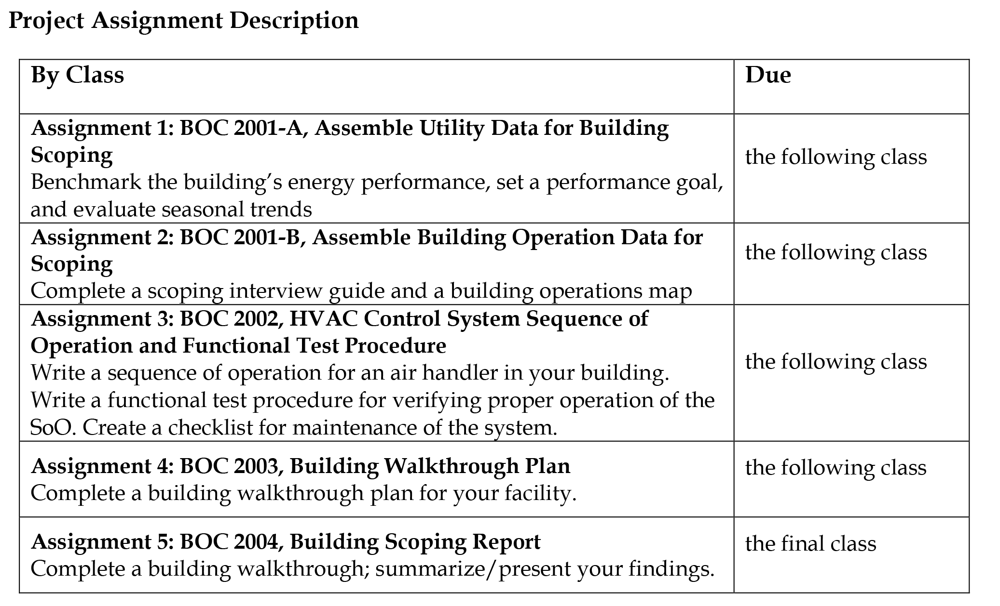 Project Assignment Description
By Class
Due
Assignment 1: BOC 2001-A, Assemble Utility Data for Building
Scoping
Benchmark the building’s energy performance, set a performance goal,
and evaluate seasonal trends
the following class
Assignment 2: BOC 2001-B, Assemble Building Operation Data for
Scoping
Complete a scoping interview guide and a building operations map
the following class
Assignment 3: BOC 2002, HVAC Control System Sequence of
Operation and Functional Test Procedure
Write a sequence of operation for an air handler in your building.
Write a functional test procedure for verifying proper operation of the
SoO. Create a checklist for maintenance of the system.
the following class
Assignment 4: BOC 2003, Building Walkthrough Plan
Complete a building walkthrough plan for your facility.
the following class
Assignment 5: BOC 2004, Building Scoping Report
Complete a building walkthrough; summarize/present your findings.
the final class